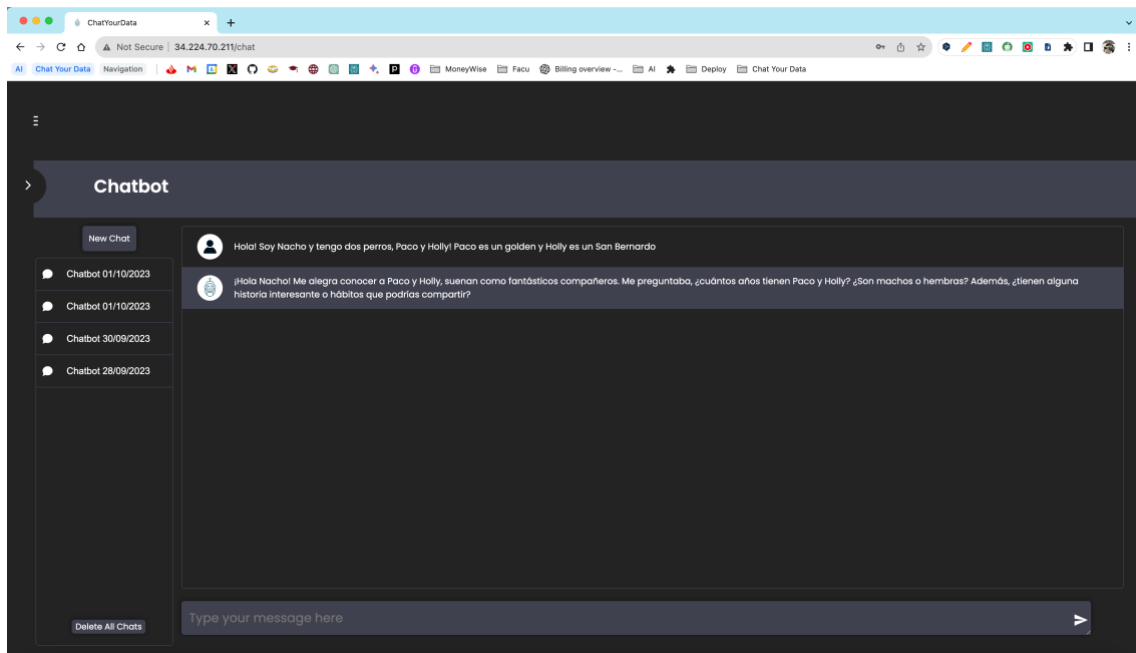 ChatYourData
Not Secure 34.224.70.211/chat
AI Chat Your Data Navigation MoneyWise Facu Billing overview -... AI Deploy Chat Your Data
Chatbot
New Chat
Chatbot 01/10/2023
Chatbot 01/10/2023
Chatbot 30/09/2023
Chatbot 28/09/2023
Delete All Chats
Hola! Soy Nacho y tengo dos perros, Paco y Holly! Paco es un golden y Holly es un San Bernardo
¡Hola Nacho! Me alegra conocer a Paco y Holly, suenan como fantásticos compañeros. Me preguntaba, ¿cuántos años tienen Paco y Holly? ¿Son machos o hembras? Además, ¿tienen alguna
historia interesante o hábitos que podrías compartir?
Type your message here